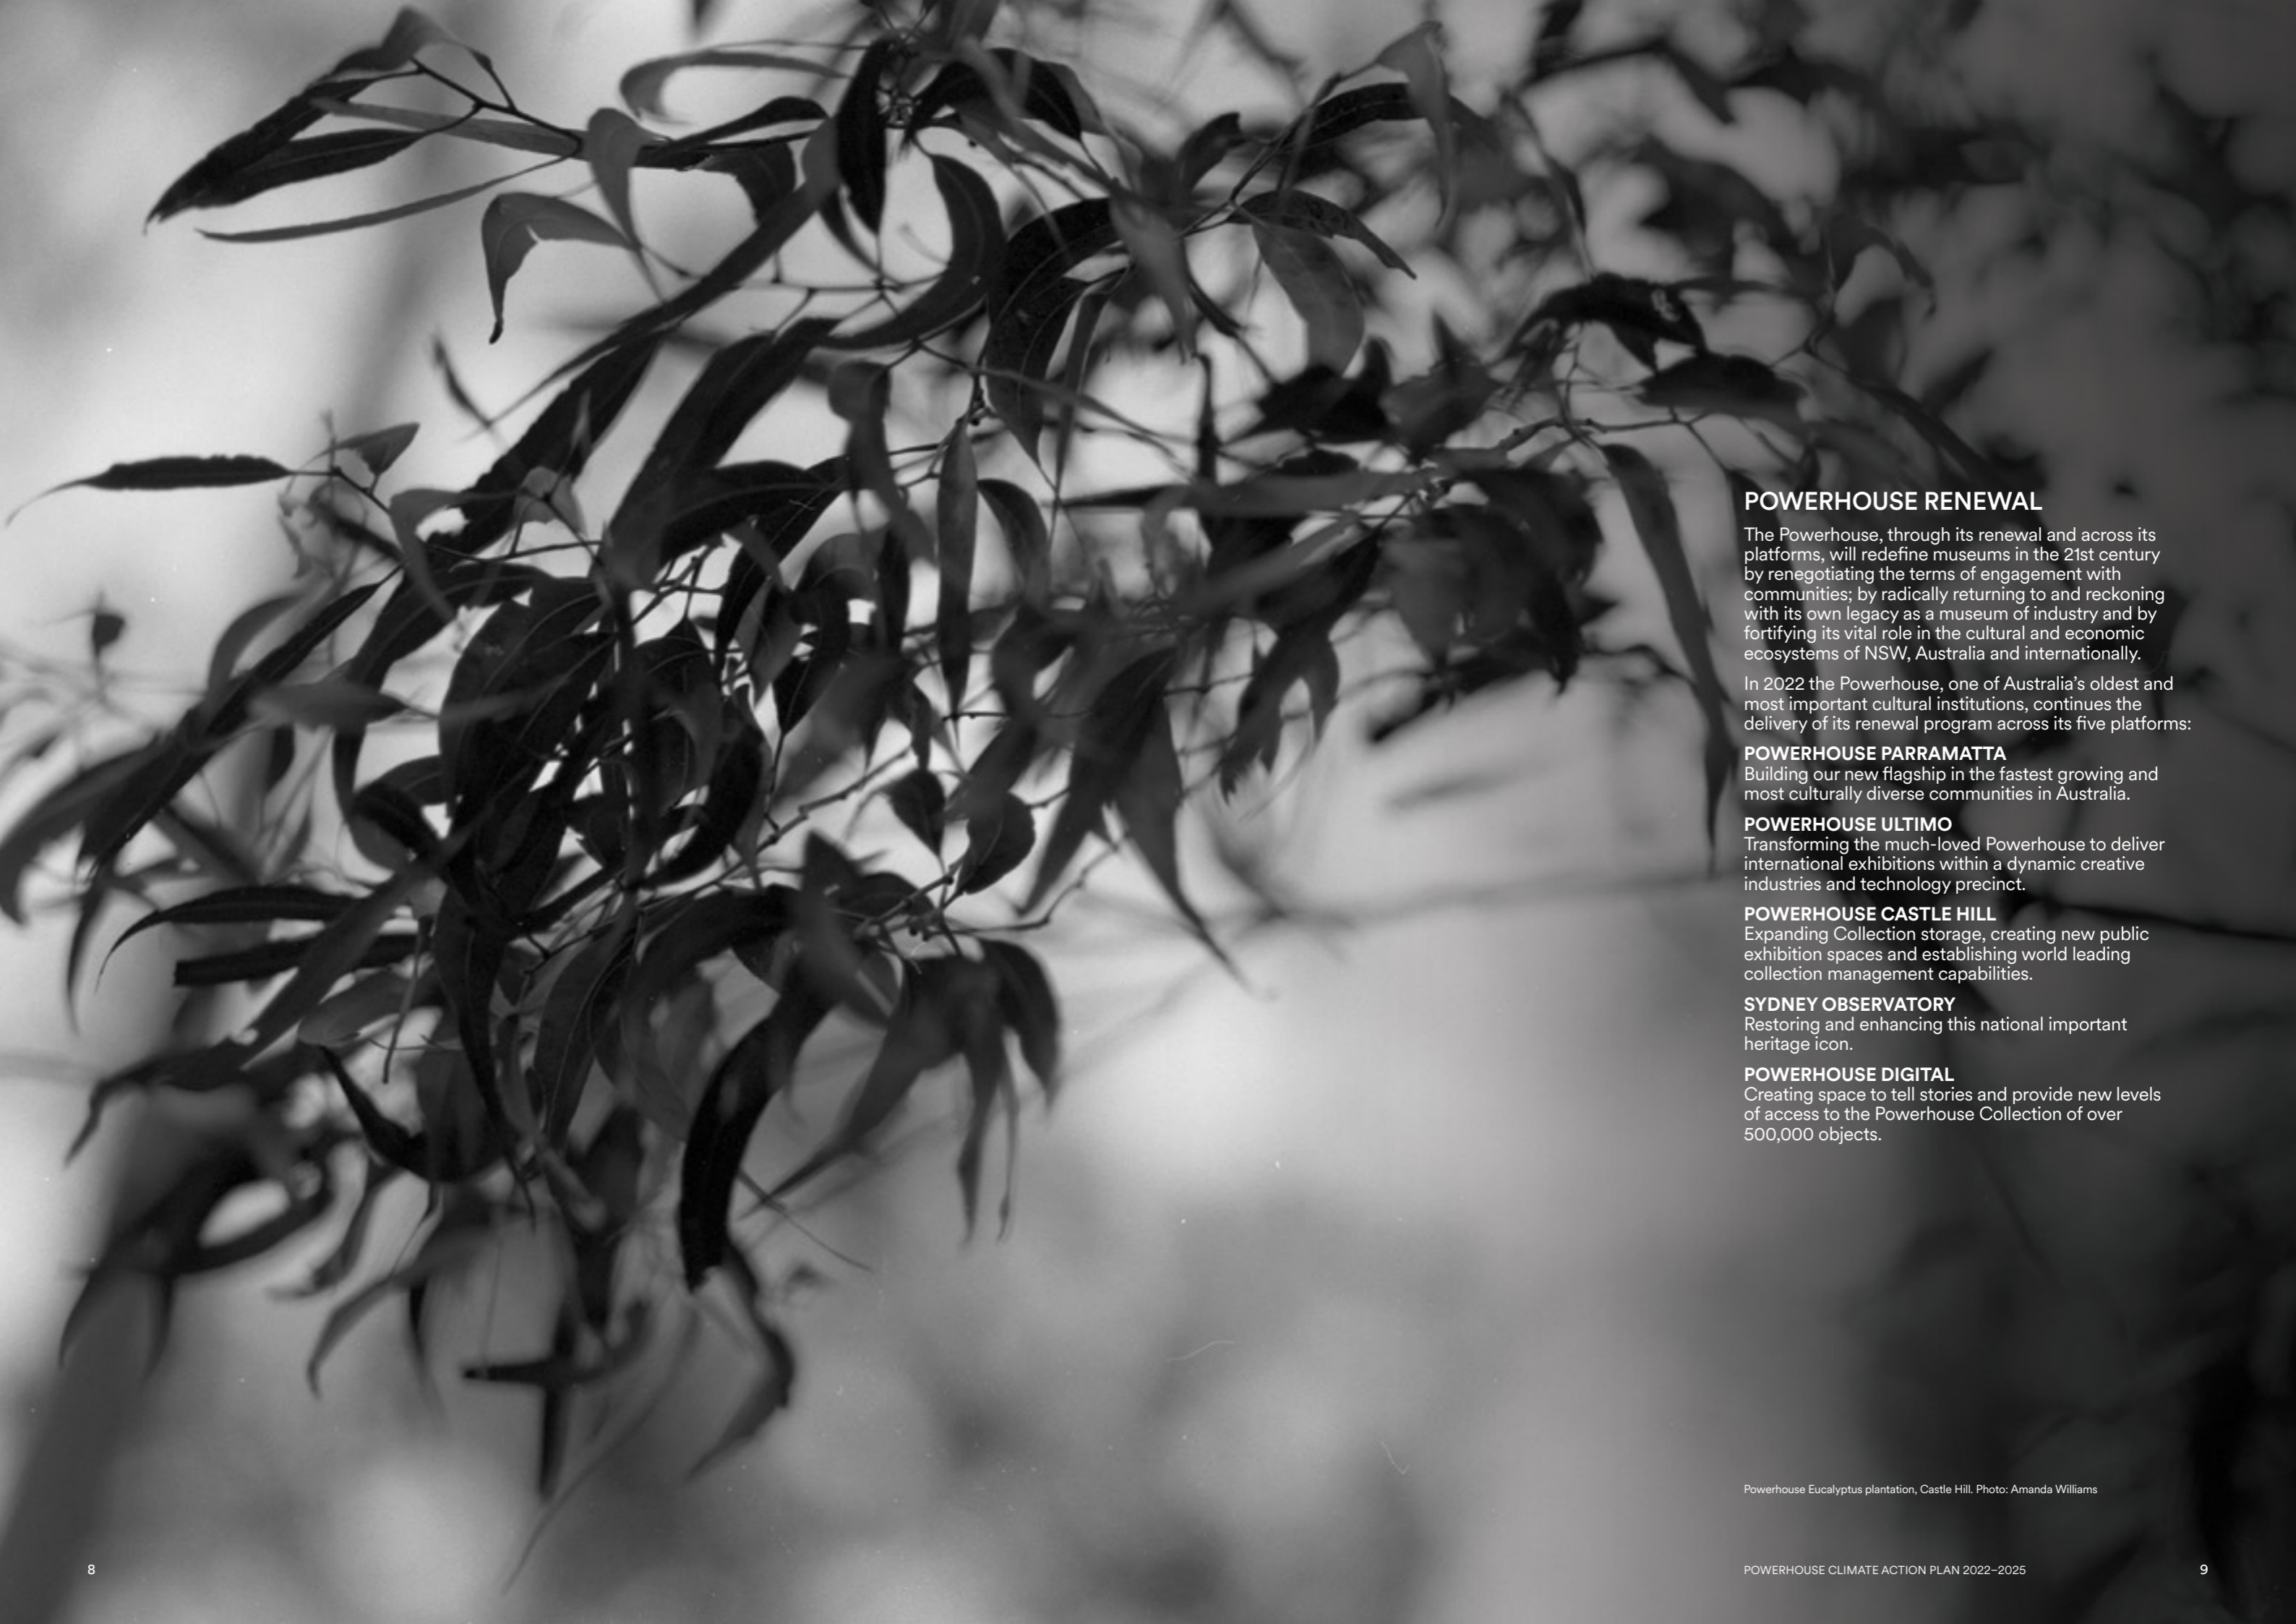 POWERHOUSE RENEWAL
The Powerhouse, through its renewal and across its
platforms, will redefine museums in the 21st century
by renegotiating the terms of engagement with
communities; by radically returning to and reckoning
with its own legacy as a museum of industry and by
fortifying its vital role in the cultural and economic
ecosystems of NSW, Australia and internationally.
In 2022 the Powerhouse, one of Australia’s oldest and
most important cultural institutions, continues the
delivery of its renewal program across its five platforms:
POWERHOUSE PARRAMATTA
Building our new flagship in the fastest growing and
most culturally diverse communities in Australia.
POWERHOUSE ULTIMO
Transforming the much-loved Powerhouse to deliver
international exhibitions within a dynamic creative
industries and technology precinct.
POWERHOUSE CASTLE HILL
Expanding Collection storage, creating new public
exhibition spaces and establishing world leading
collection management capabilities.
SYDNEY OBSERVATORY
Restoring and enhancing this national important
heritage icon.
POWERHOUSE DIGITAL
Creating space to tell stories and provide new levels
of access to the Powerhouse Collection of over
500,000 objects.
Powerhouse Eucalyptus plantation, Castle Hill. Photo: Amanda Williams
8
POWERHOUSE CLIMATE ACTION PLAN 2022–2025
9